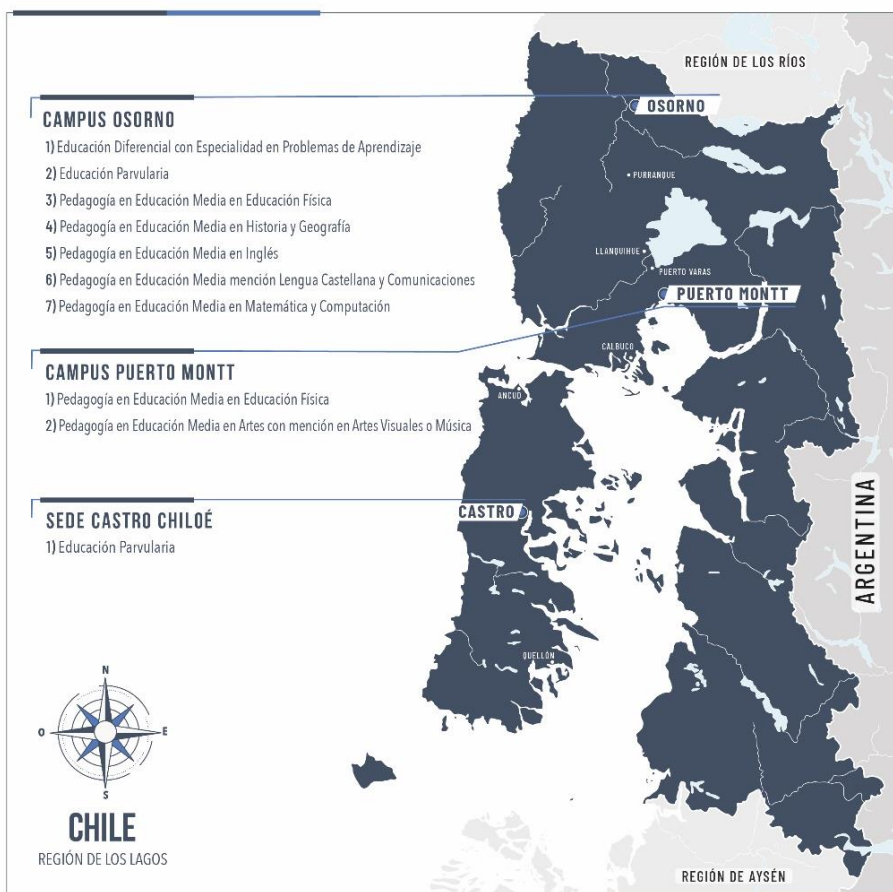 REGIÓN DE LOS RÍOS
CAMPUS OSORNO
1) Educación Diferencial con Especialidad en Problemas de Aprendizaje
2) Educación Parvularia
3) Pedagogía en Educación Media en Educación Física
4) Pedagogía en Educación Media en Historia y Geografía
5) Pedagogía en Educación Media en Inglés
6) Pedagogía en Educación Media mención Lengua Castellana y Comunicaciones
7) Pedagogía en Educación Media en Matemática y Computación
OSORNO
PURRANQUE
LLANQUIHUE
PUERTO VARAS
PUERTO MONTT
CALBUCO
CAMPUS PUERTO MONTT
1) Pedagogía en Educación Media en Educación Física
2) Pedagogía en Educación Media en Artes con mención en Artes Visuales o Música
ANCUD
SEDE CASTRO CHILOÉ
1) Educación Parvularia
CASTRO
ARGENTINA
QUELLÓN
N
O
E
S
CHILE
REGIÓN DE LOS LAGOS
REGIÓN DE AYSÉN